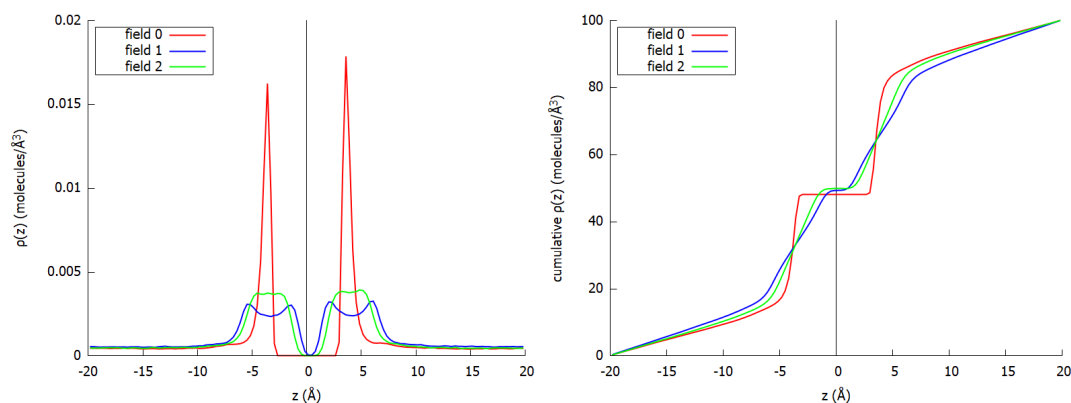 0.02
0.015
0.01
0.005
0
-20 -15 -10 -5 0 5 10 15 20
ρ(z) (molecules/Å³)
z (Å)
field 0
field 1
field 2
100
80
60
40
20
0
-20 -15 -10 -5 0 5 10 15 20
cumulative ρ(z) (molecules/Å³)
z (Å)
field 0
field 1
field 2